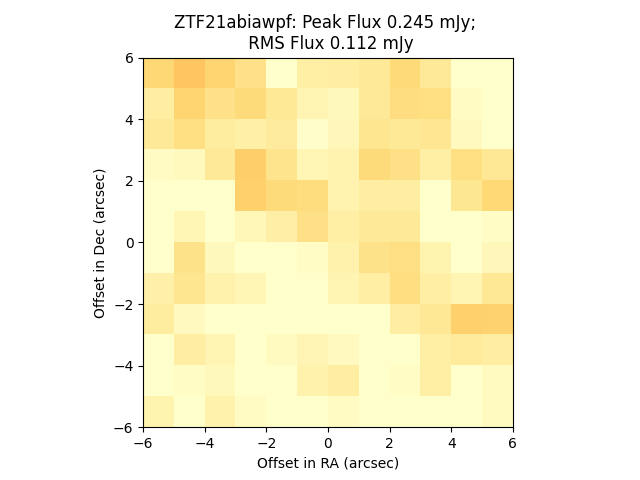 ZTF21abiawpf: Peak Flux 0.245 mJy;
RMS Flux 0.112 mJy
6
4
2
0
−2
−4
−6
Offset in Dec (arcsec)
−6 −4 −2 0 2 4 6
Offset in RA (arcsec)